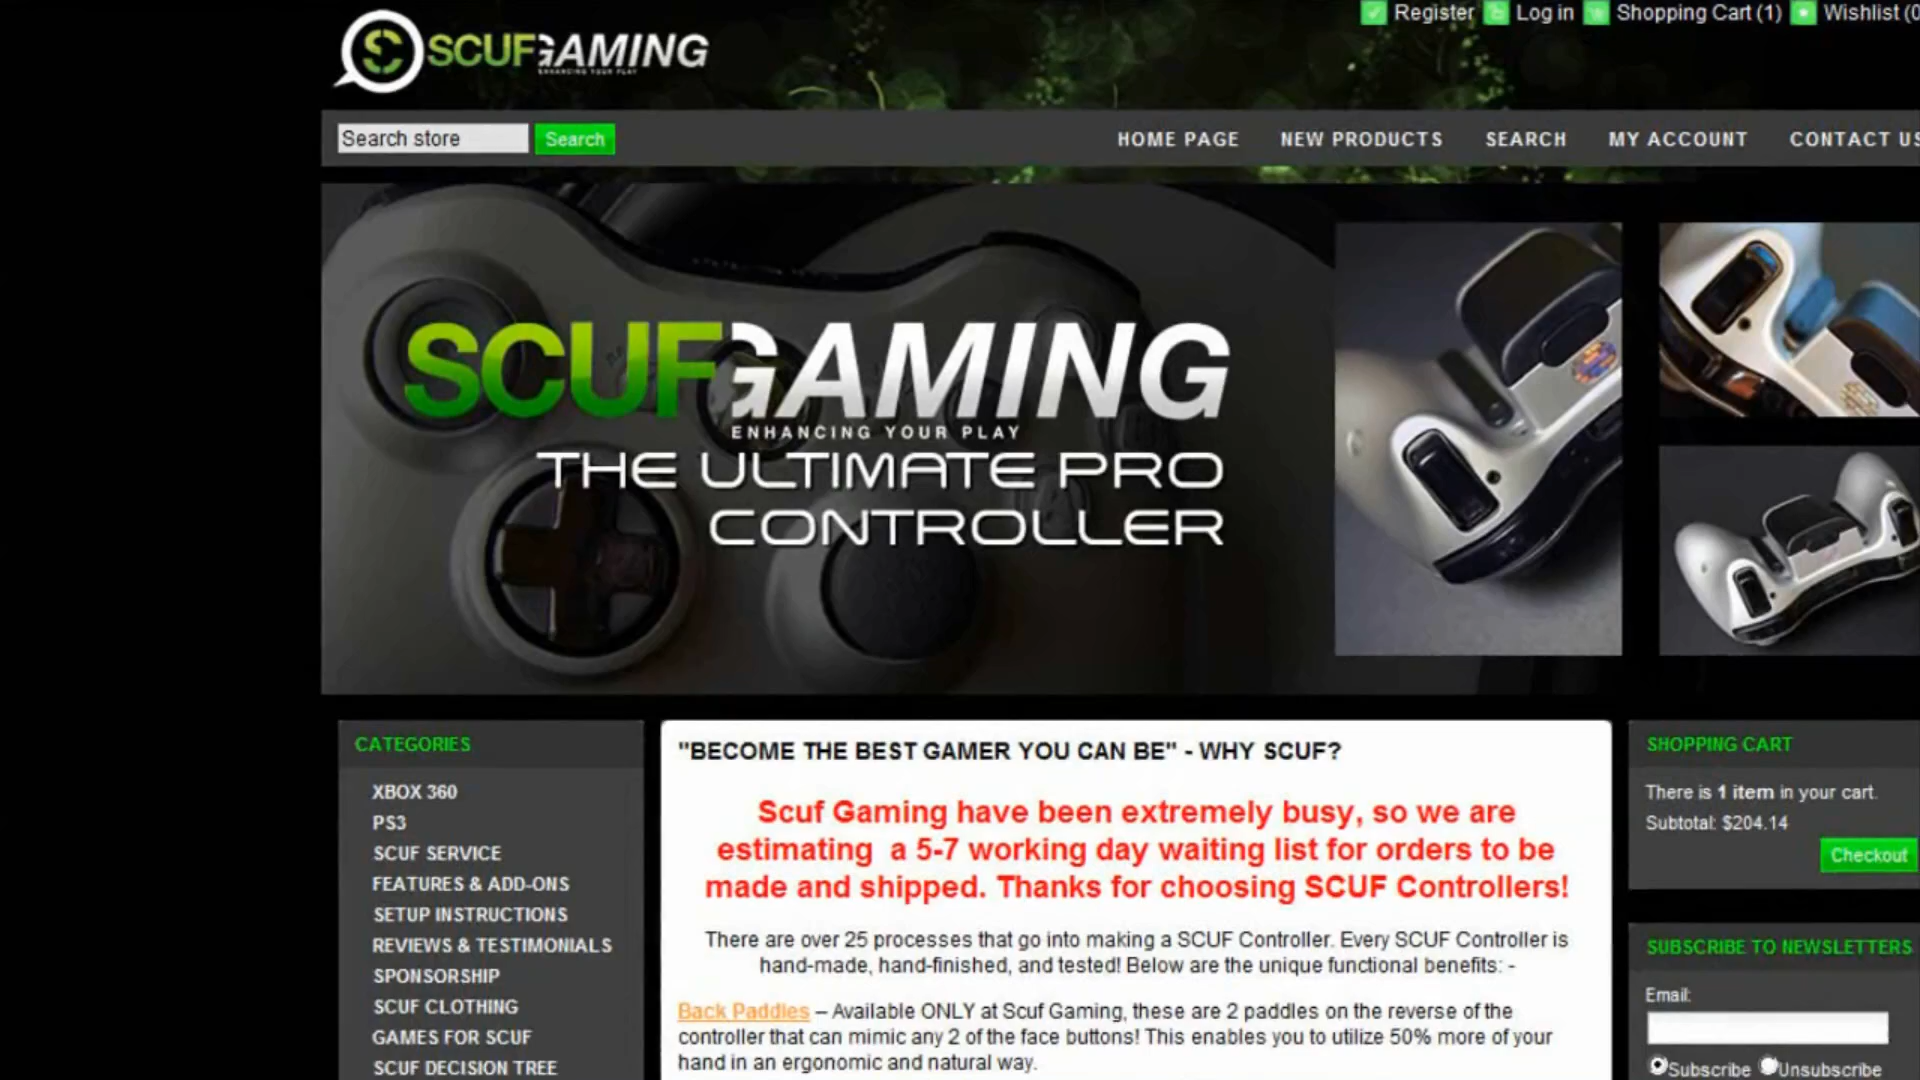 SCUFGAMING
ENHANCING YOUR PLAY
Register Log in Shopping Cart (1) Wishlist (0
Search store Search
HOME PAGE NEW PRODUCTS SEARCH MY ACCOUNT CONTACT US
SCUFGAMING
ENHANCING YOUR PLAY
THE ULTIMATE PRO
CONTROLLER
CATEGORIES
XBOX 360
PS3
SCUF SERVICE
FEATURES & ADD-ONS
SETUP INSTRUCTIONS
REVIEWS & TESTIMONIALS
SPONSORSHIP
SCUF CLOTHING
GAMES FOR SCUF
SCUF DECISION TREE
"BECOME THE BEST GAMER YOU CAN BE" - WHY SCUF?
Scuf Gaming have been extremely busy, so we are
estimating a 5-7 working day waiting list for orders to be
made and shipped. Thanks for choosing SCUF Controllers!
There are over 25 processes that go into making a SCUF Controller. Every SCUF Controller is
hand-made, hand-finished, and tested! Below are the unique functional benefits: -
Back Paddles – Available ONLY at Scuf Gaming, these are 2 paddles on the reverse of the
controller that can mimic any 2 of the face buttons! This enables you to utilize 50% more of your
hand in an ergonomic and natural way.
SHOPPING CART
There is 1 item in your cart.
Subtotal: $204.14
Checkout
SUBSCRIBE TO NEWSLETTERS
Email:
Subscribe Unsubscribe